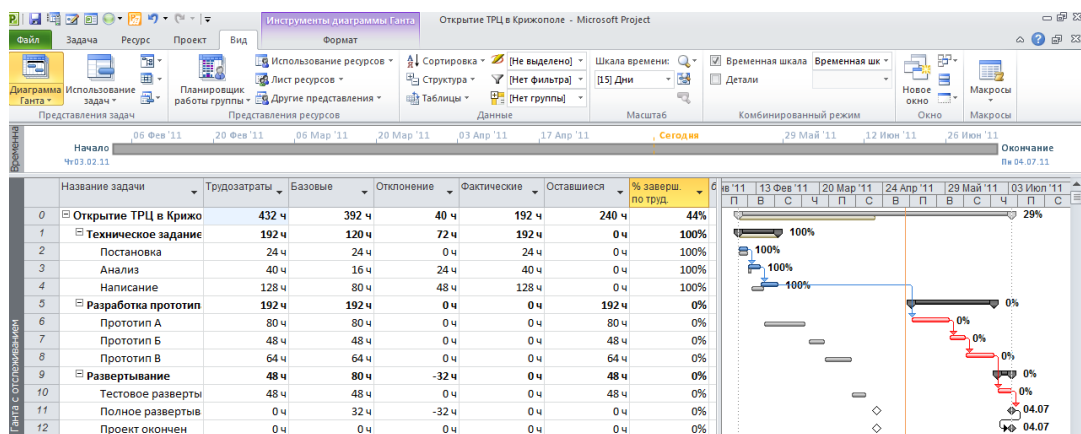 Инструменты диаграммы Ганта Открытие ТРЦ в Крижополе - Microsoft Project
Файл Задача Ресурс Проект Вид Формат
Диаграмма Ганта Использование задач Планировщик работы группы Использование ресурсов Лист ресурсов Другие представления
Сортировка Структура Таблицы [Не выделено] [Нет фильтра] [Нет группы]
Шкала времени: [15] Дни
Временная шкала Временная шк Детали
Новое окно Макросы
Представления задач Представления ресурсов Данные Масштаб Комбинированный режим Окно Макросы
Временна
06 Фев '11 20 Фев '11 06 Мар '11 20 Мар '11 03 Апр '11 17 Апр '11 Сегодня 29 Май '11 12 Июн '11 26 Июн '11
Начало Окончание
Чт 03.02.11 Пн 04.07.11
Название задачи Трудозатраты Базовые Отклонение Фактические Оставшиеся % заверш. по труд. б
нв '11 13 Фев '11 20 Мар '11 24 Апр '11 29 Май '11 03 Июл '11
П В С Ч П С В П В С Ч П С
0 Открытие ТРЦ в Крижо 432 ч 392 ч 40 ч 192 ч 240 ч 44% 29%
1 Техническое задание 192 ч 120 ч 72 ч 192 ч 0 ч 100% 100%
2 Постановка 24 ч 24 ч 0 ч 24 ч 0 ч 100% 100%
3 Анализ 40 ч 16 ч 24 ч 40 ч 0 ч 100% 100%
4 Написание 128 ч 80 ч 48 ч 128 ч 0 ч 100% 100%
5 Разработка прототип 192 ч 192 ч 0 ч 0 ч 192 ч 0% 0%
6 Прототип А 80 ч 80 ч 0 ч 0 ч 80 ч 0% 0%
7 Прототип Б 48 ч 48 ч 0 ч 0 ч 48 ч 0% 0%
8 Прототип В 64 ч 64 ч 0 ч 0 ч 64 ч 0% 0%
9 Развертывание 48 ч 80 ч -32 ч 0 ч 48 ч 0% 0%
10 Тестовое разверты 48 ч 48 ч 0 ч 0 ч 48 ч 0% 0%
11 Полное развертыв 0 ч 32 ч -32 ч 0 ч 0 ч 0% 04.07
12 Проект окончен 0 ч 0 ч 0 ч 0 ч 0 ч 0% 04.07
Ганта с отслеживанием